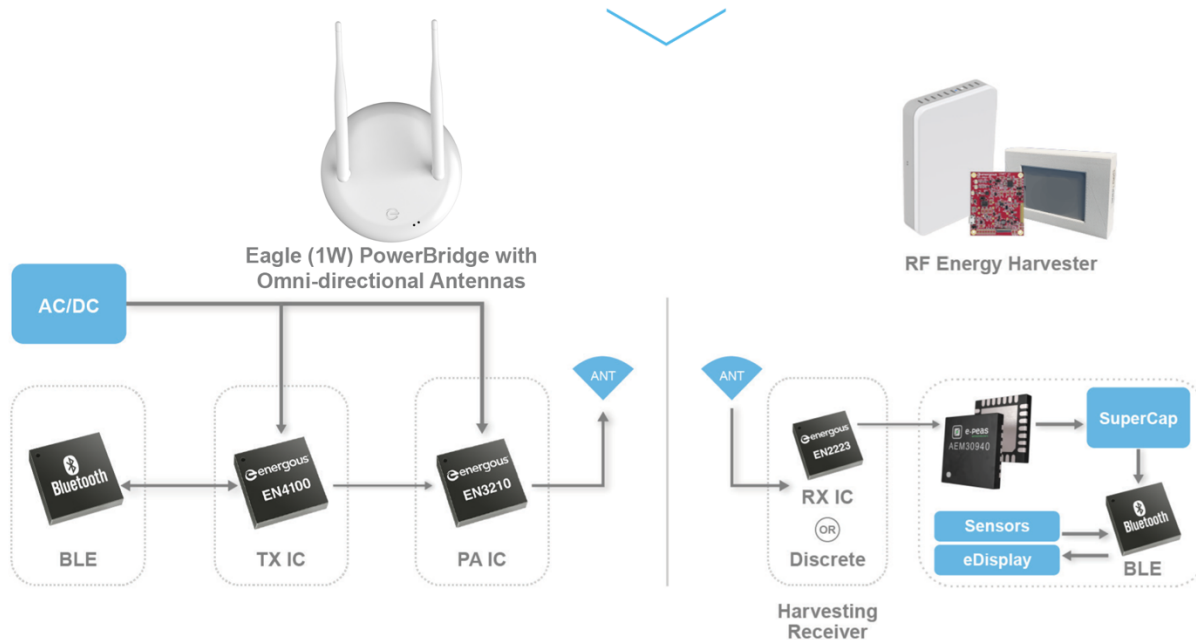 Eagle (1W) PowerBridge with
Omni-directional Antennas
RF Energy Harvester
AC/DC
ANT
Bluetooth
BLE
energous
EN4100
TX IC
energous
EN3210
PA IC
ANT
energous
EN2223
RX IC
OR
Discrete
Harvesting
Receiver
e-peas
AEM30940
SuperCap
Sensors
eDisplay
Bluetooth
BLE